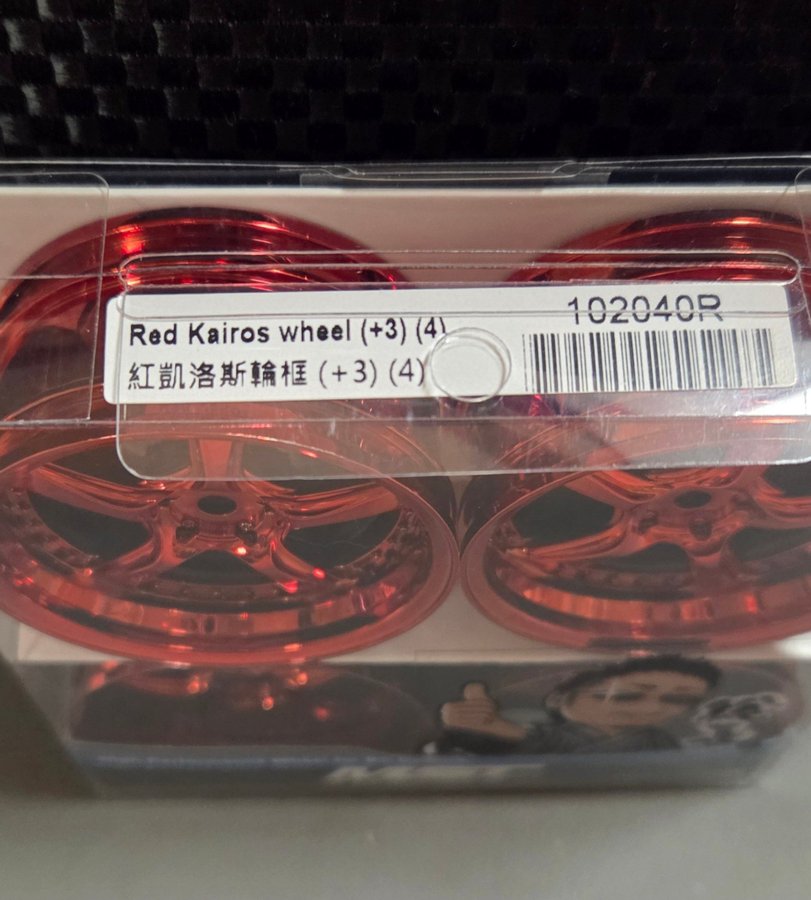 Red Kairos wheel (+3) (4)
102040R
紅凱洛斯輪框 (+3) (4)